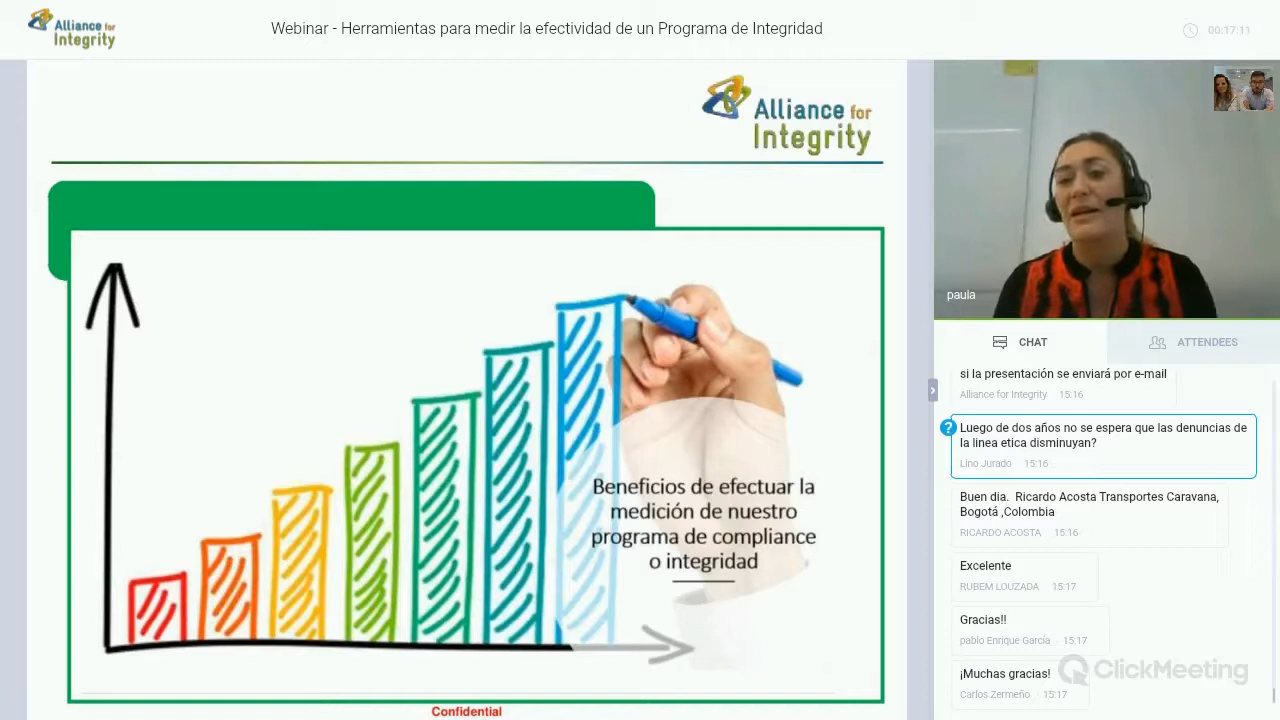 Alliance for
Integrity
Webinar - Herramientas para medir la efectividad de un Programa de Integridad
00:17:11
Alliance for
Integrity
Beneficios de efectuar la
medición de nuestro
programa de compliance
o integridad
Confidential
paula
CHAT
ATTENDEES
si la presentación se enviará por e-mail
Alliance for Integrity 15:16
?
Luego de dos años no se espera que las denuncias de
la linea etica disminuyan?
Lino Jurado 15:16
Buen dia. Ricardo Acosta Transportes Caravana,
Bogotá ,Colombia
RICARDO ACOSTA 15:16
Excelente
RUBEM LOUZADA 15:17
Gracias!!
pablo Enrique García 15:17
¡Muchas gracias!
Carlos Zermeño 15:17
ClickMeeting